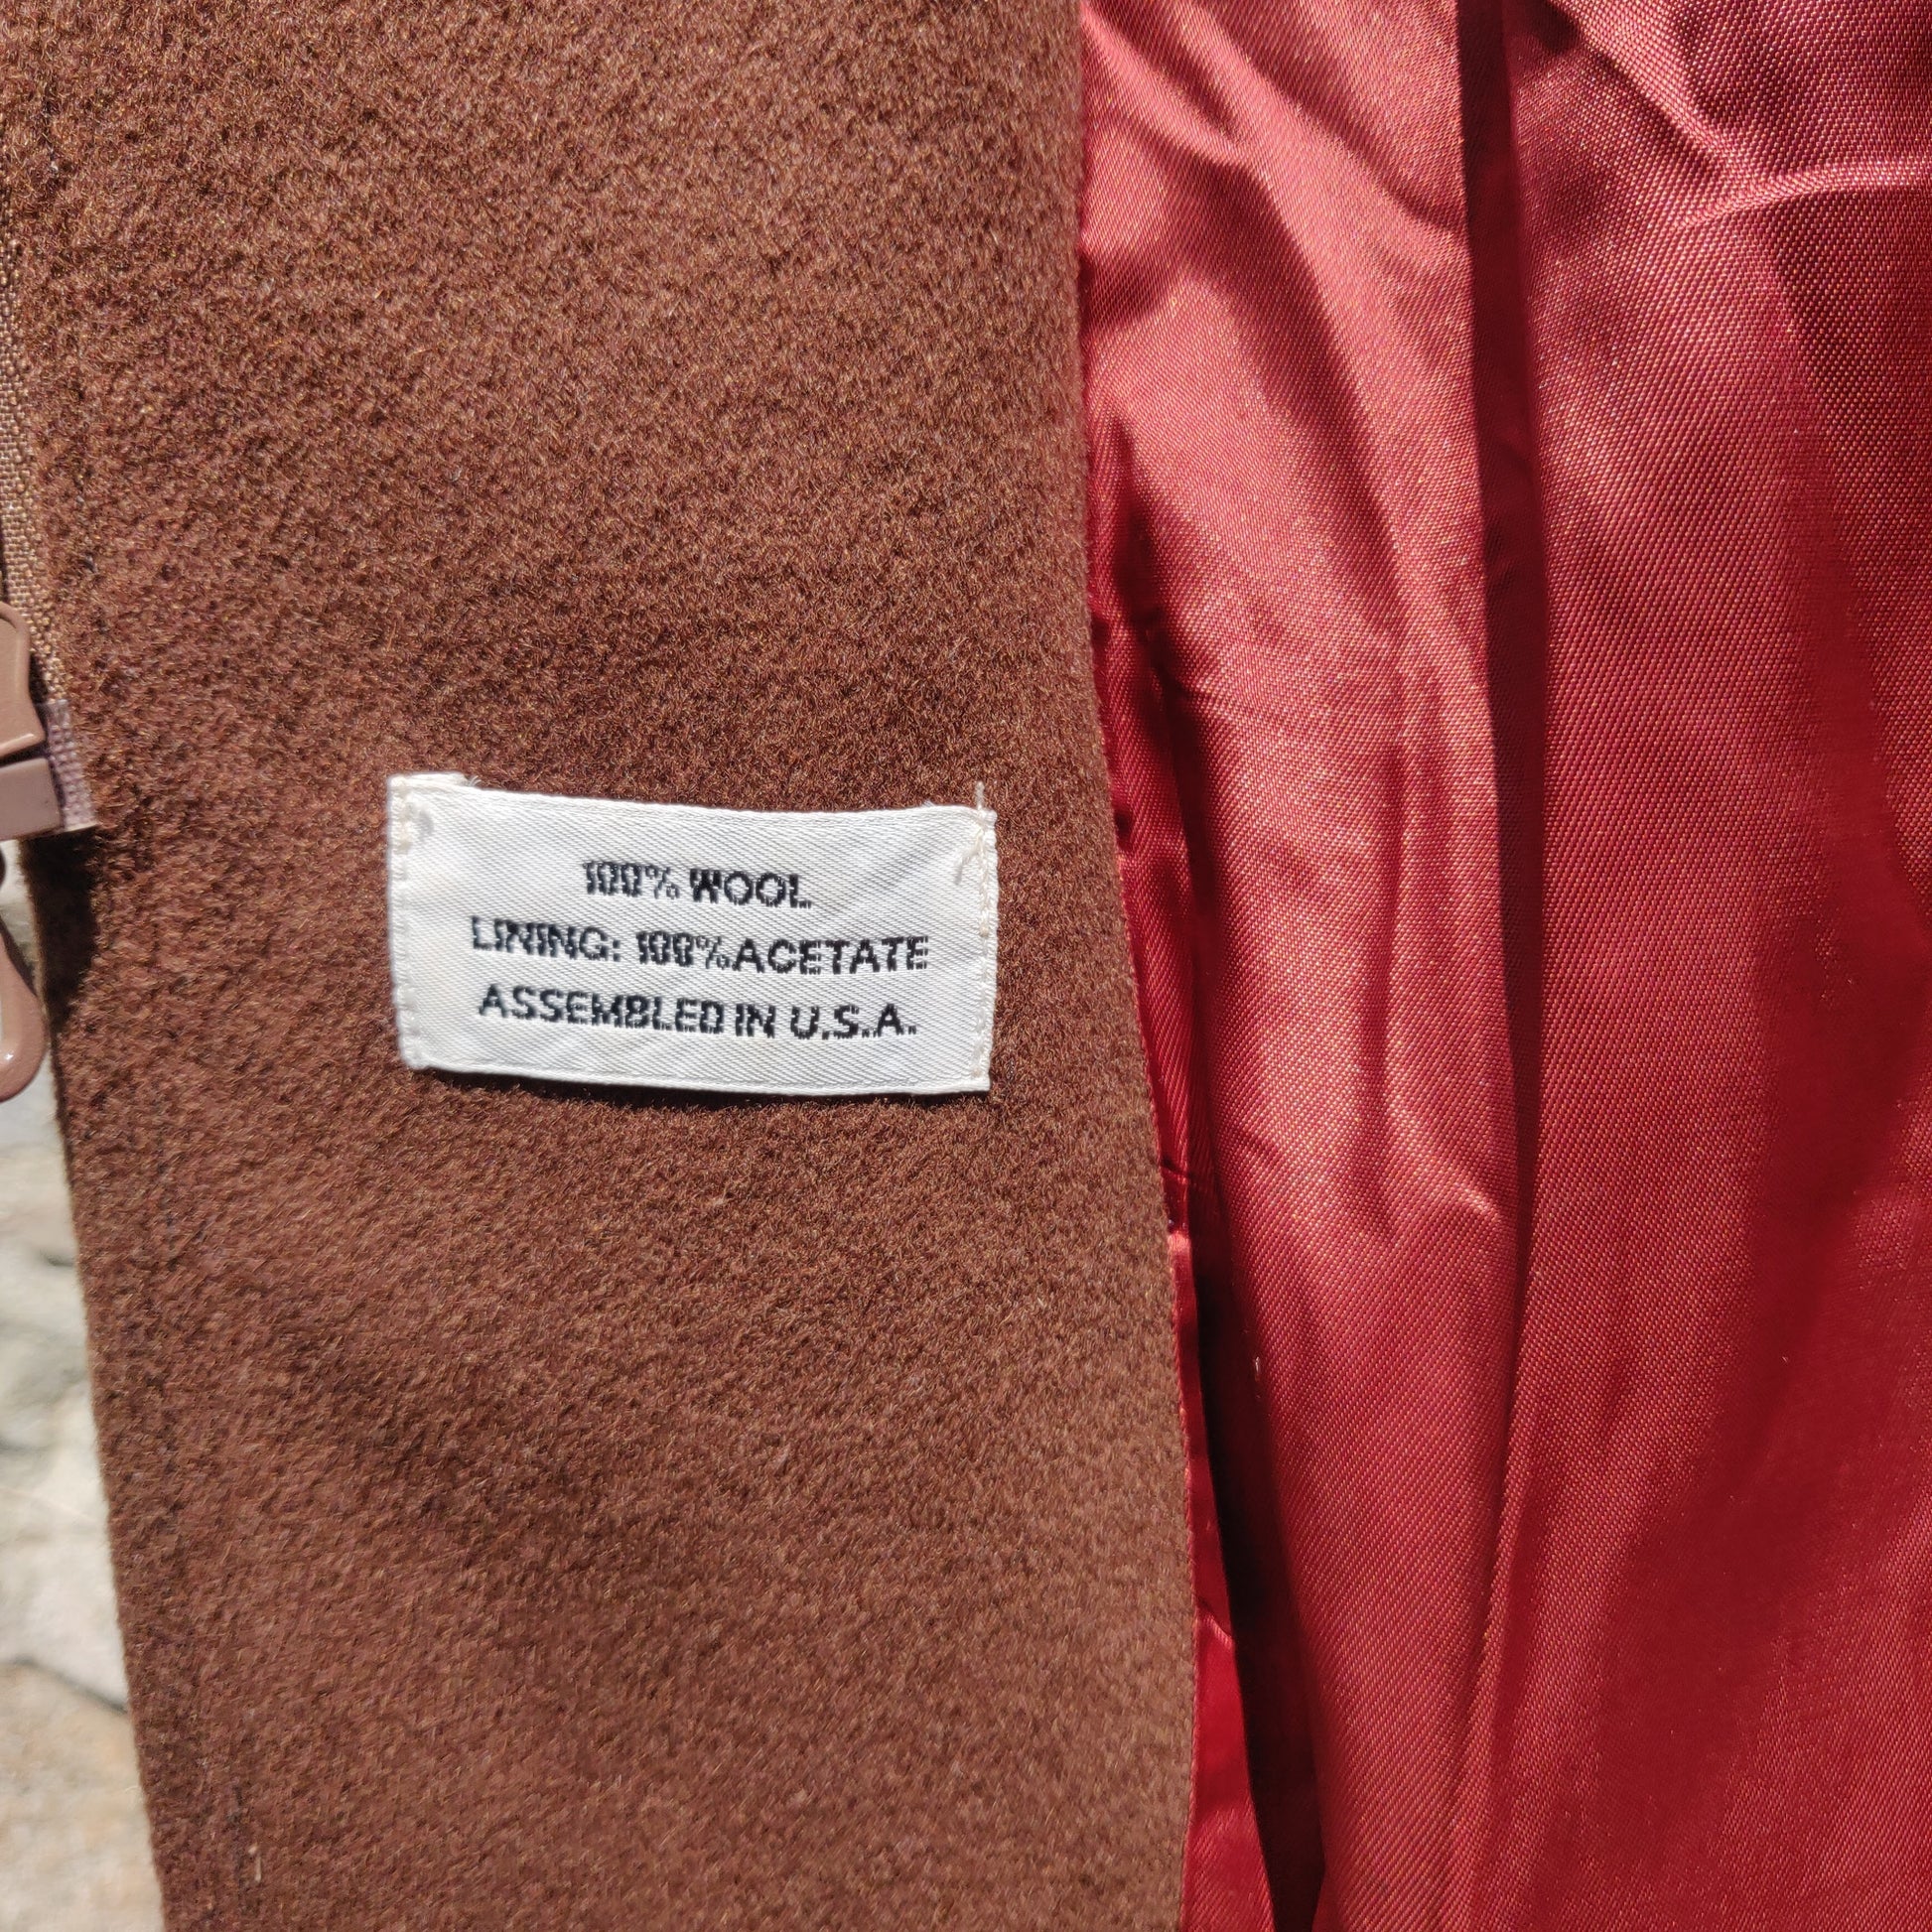 100% WOOL
LINING: 100% ACETATE
ASSEMBLED IN U.S.A.